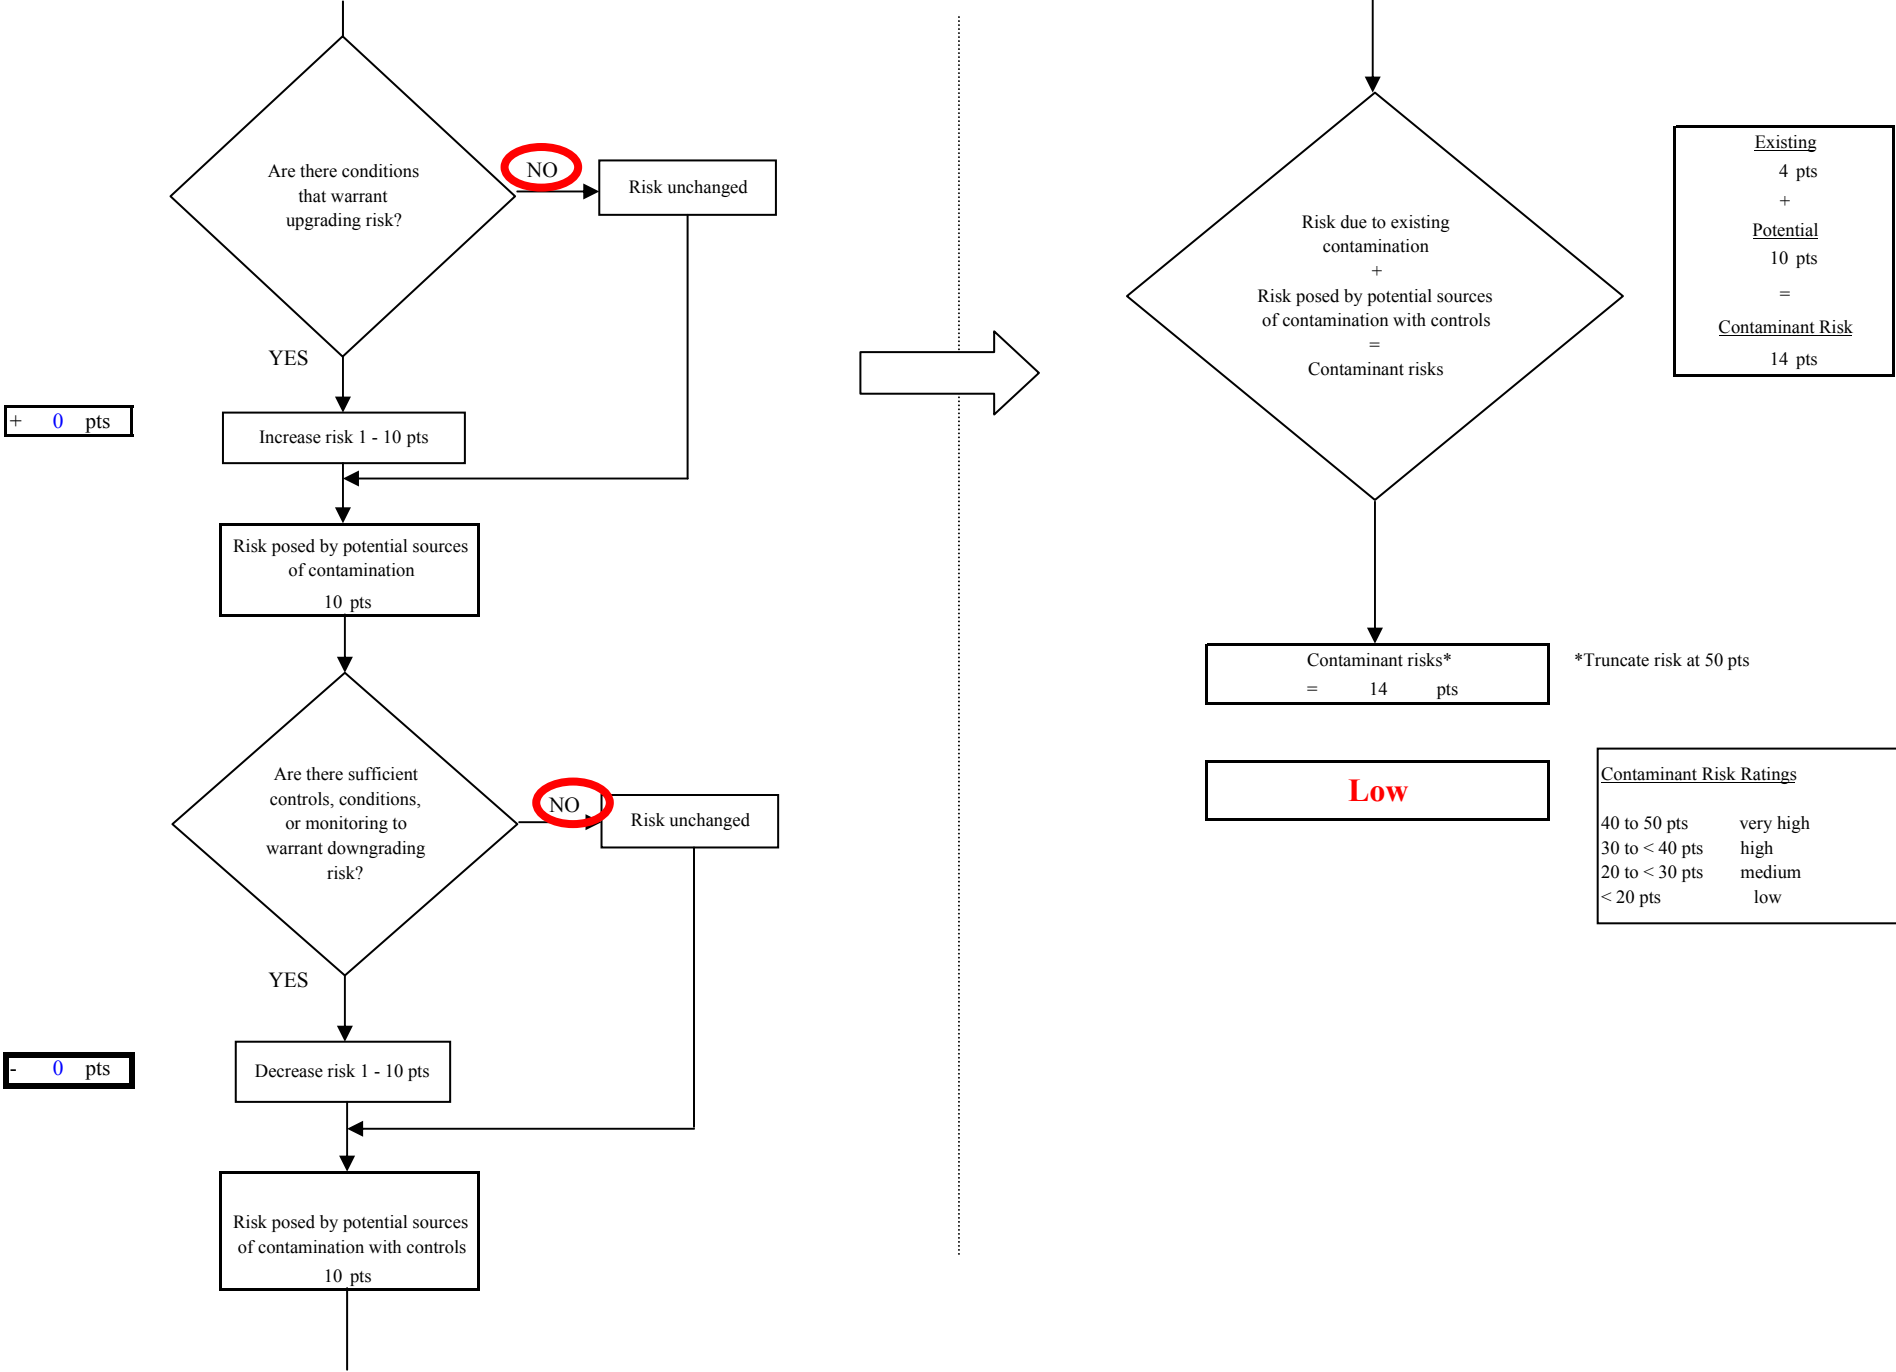 Are there conditions
that warrant
upgrading risk?
NO
Risk unchanged
YES
+ 0 pts
Increase risk 1 - 10 pts
Risk posed by potential sources
of contamination
10 pts
Are there sufficient
controls, conditions,
or monitoring to
warrant downgrading
risk?
NO
Risk unchanged
YES
- 0 pts
Decrease risk 1 - 10 pts
Risk posed by potential sources
of contamination with controls
10 pts
Risk due to existing
contamination
+
Risk posed by potential sources
of contamination with controls
=
Contaminant risks
Existing
4 pts
+
Potential
10 pts
=
Contaminant Risk
14 pts
Contaminant risks*
= 14 pts
*Truncate risk at 50 pts
Low
Contaminant Risk Ratings
40 to 50 pts very high
30 to < 40 pts high
20 to < 30 pts medium
< 20 pts low